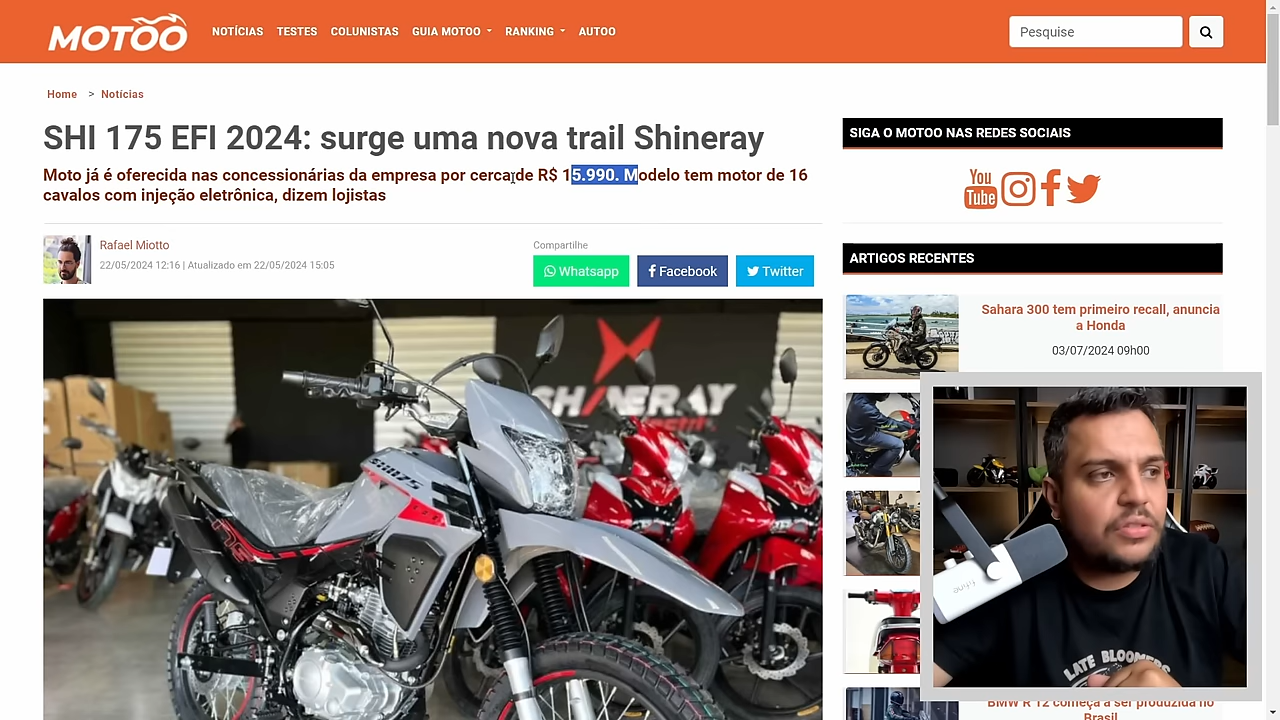 MOTOO
NOTÍCIAS TESTES COLUNISTAS GUIA MOTOO RANKING AUTOO
Pesquise
Home > Notícias
SHI 175 EFI 2024: surge uma nova trail Shineray
Moto já é oferecida nas concessionárias da empresa por cerca de R$ 15.990. Modelo tem motor de 16
cavalos com injeção eletrônica, dizem lojistas
Rafael Miotto
22/05/2024 12:16 | Atualizado em 22/05/2024 15:05
Compartilhe
Whatsapp Facebook Twitter
SHINERAY
SIGA O MOTOO NAS REDES SOCIAIS
You
Tube
ARTIGOS RECENTES
Sahara 300 tem primeiro recall, anuncia
a Honda
03/07/2024 09h00
fifine
LATE BLOOMERS
BMW R 12 começa a ser produzida no
Brasil